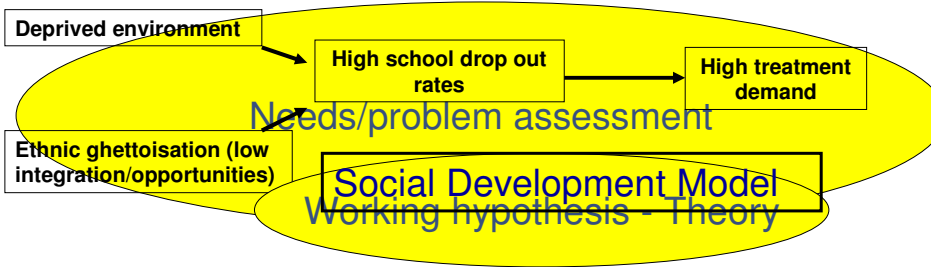 Deprived environment
High school drop out
rates
High treatment
demand
Needs/problem assessment
Ethnic ghettoisation (low
integration/opportunities)
Social Development Model
Working hypothesis - Theory